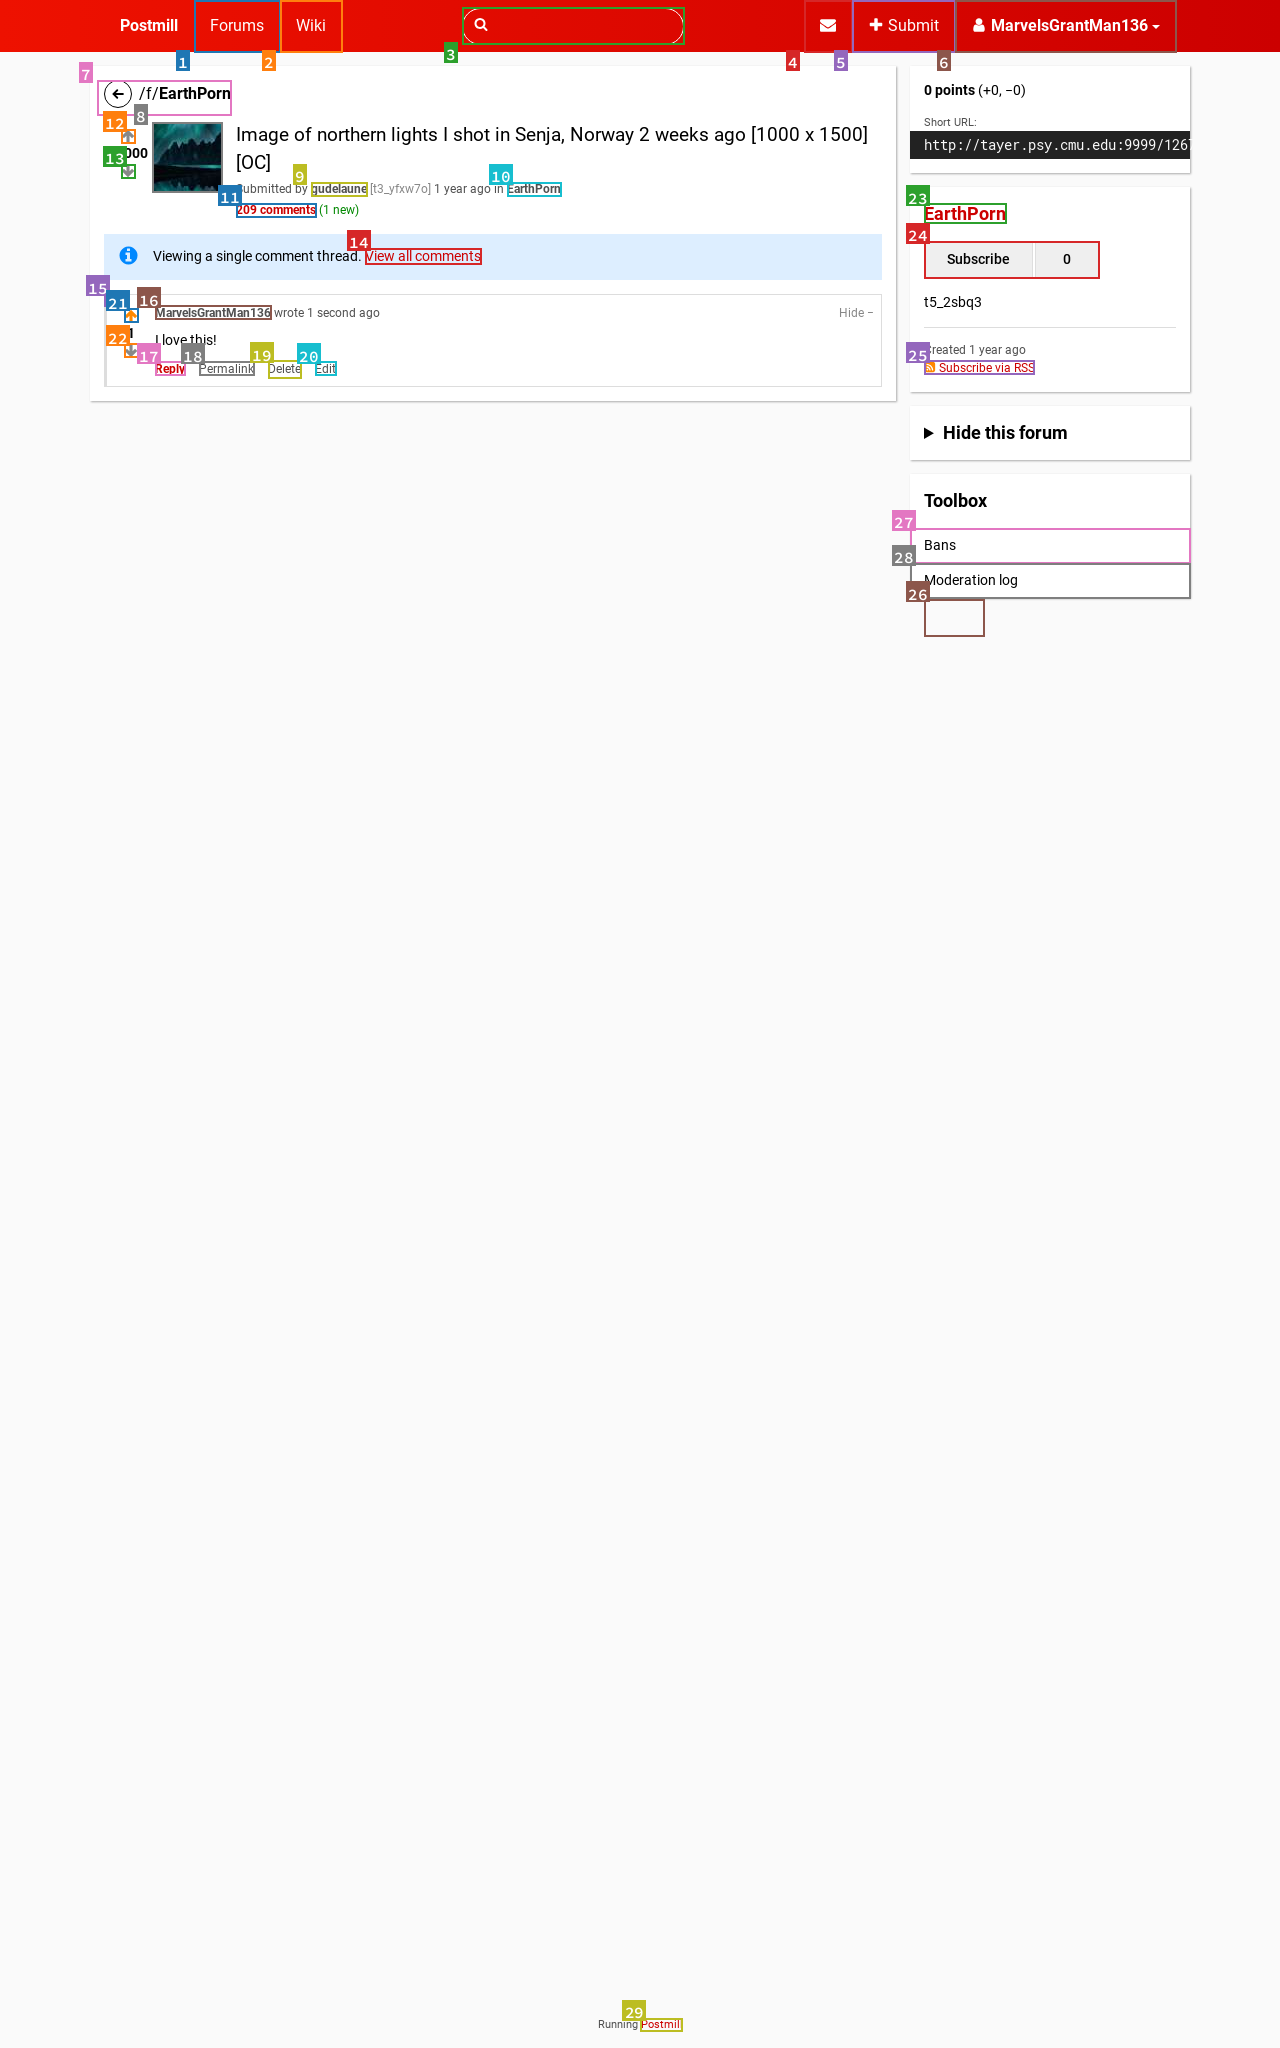 Postmill
Forums
Wiki
Submit
MarvelsGrantMan136
1
2
3
4
5
6
7
/f/EarthPorn
8
12
13
000
Image of northern lights I shot in Senja, Norway 2 weeks ago [1000 x 1500]
[OC]
9
10
Submitted by gudelaune [t3_yfxw7o] 1 year ago in EarthPorn
11
209 comments (1 new)
14
Viewing a single comment thread. View all comments
15
21
16
MarvelsGrantMan136 wrote 1 second ago
Hide −
22
1
I love this!
17
18
19
20
Reply
Permalink
Delete
Edit
0 points (+0, −0)
Short URL:
http://tayer.psy.cmu.edu:9999/1267
23
EarthPorn
24
Subscribe
0
t5_2sbq3
Created 1 year ago
25
Subscribe via RSS
Hide this forum
Toolbox
27
Bans
28
Moderation log
26
29
Running Postmill